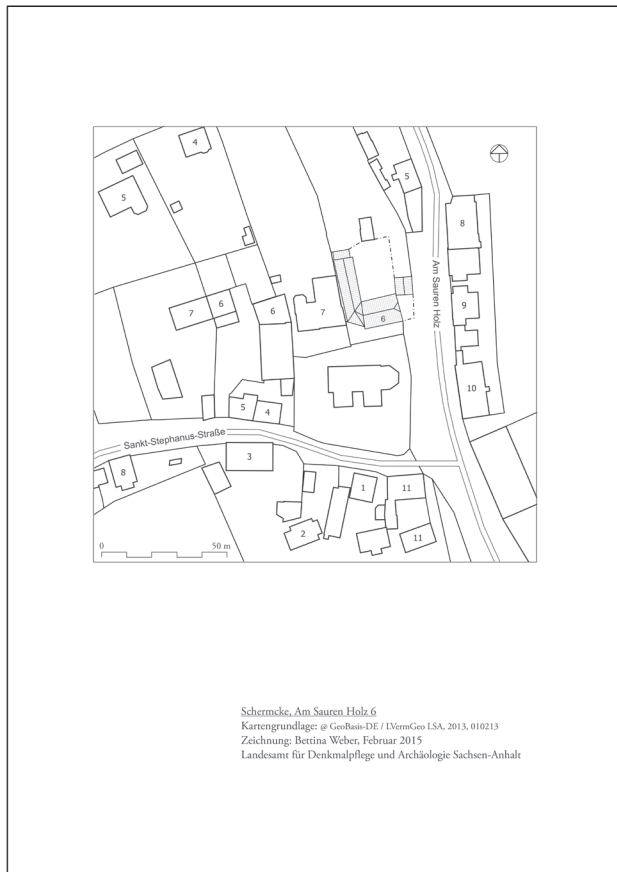 4
5
5
8
Am Sauren Holz
6
7
6
6
7
6
9
10
5
4
Sankt-Stephanus-Straße
3
8
1
11
2
11
0 50 m
Schermcke, Am Sauren Holz 6
Kartengrundlage: @ GeoBasis-DE / LVermGeo LSA, 2013, 010213
Zeichnung: Bettina Weber, Februar 2015
Landesamt für Denkmalpflege und Archäologie Sachsen-Anhalt